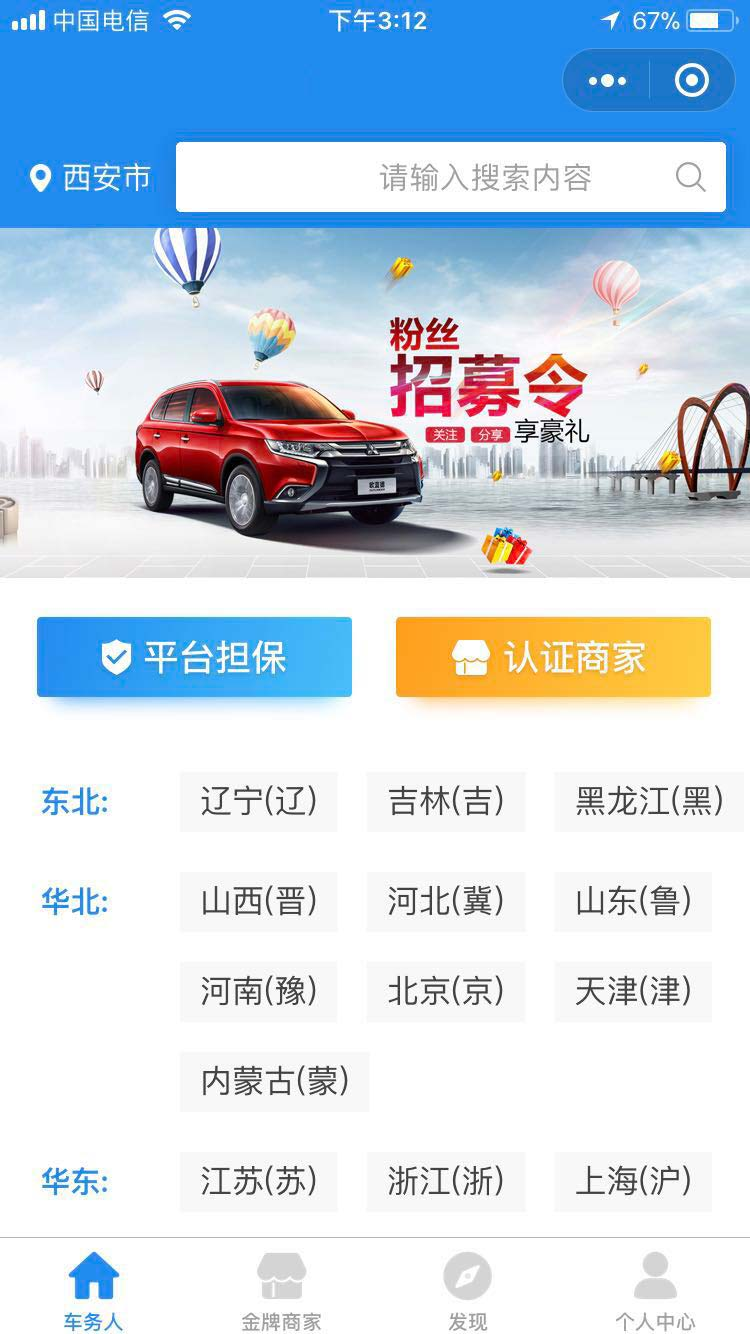 中国电信
下午3:12
67%
西安市
请输入搜索内容
粉丝
招募令
关注 分享 享豪礼
欧蓝德
平台担保
认证商家
东北: 辽宁(辽) 吉林(吉) 黑龙江(黑)
华北: 山西(晋) 河北(冀) 山东(鲁)
河南(豫) 北京(京) 天津(津)
内蒙古(蒙)
华东: 江苏(苏) 浙江(浙) 上海(沪)
车务人 金牌商家 发现 个人中心